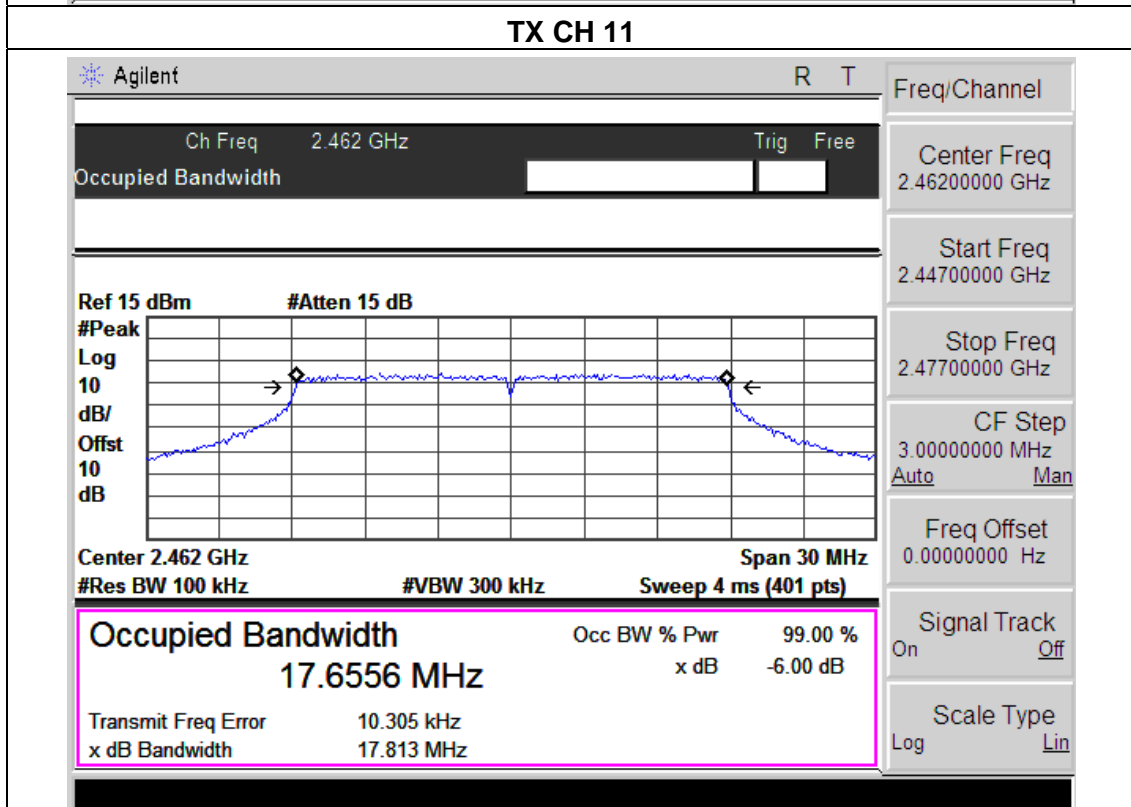 TX CH 11
Agilent R T
Ch Freq 2.462 GHz Trig Free
Occupied Bandwidth
Ref 15 dBm #Atten 15 dB
#Peak
Log
10
dB/
Offst
10
dB
Center 2.462 GHz Span 30 MHz
#Res BW 100 kHz #VBW 300 kHz Sweep 4 ms (401 pts)
Occupied Bandwidth Occ BW % Pwr 99.00 %
17.6556 MHz x dB -6.00 dB
Transmit Freq Error 10.305 kHz
x dB Bandwidth 17.813 MHz
Freq/Channel
Center Freq
2.46200000 GHz
Start Freq
2.44700000 GHz
Stop Freq
2.47700000 GHz
CF Step
3.00000000 MHz
Auto Man
Freq Offset
0.00000000 Hz
Signal Track
On Off
Scale Type
Log Lin